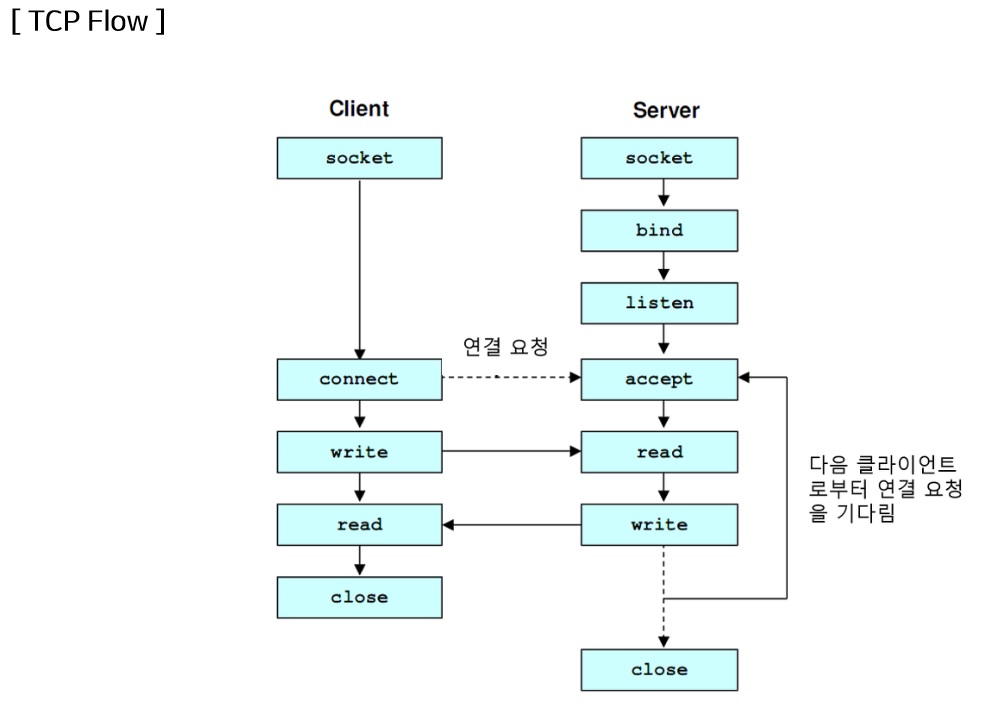 [ TCP Flow ]
Client
Server
socket
socket
bind
listen
연결 요청
connect
accept
write
read
다음 클라이언트
로부터 연결 요청
을 기다림
read
write
close
close